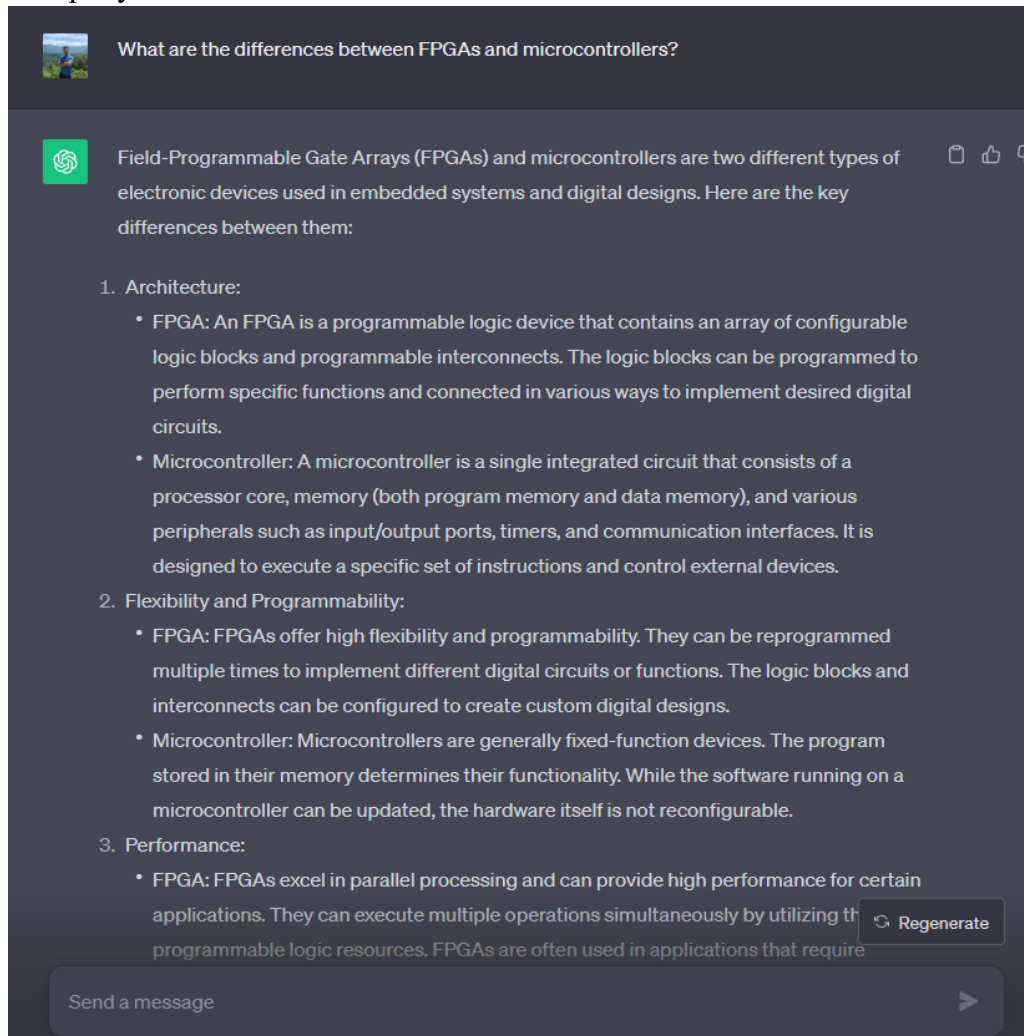 What are the differences between FPGAs and microcontrollers?
Field-Programmable Gate Arrays (FPGAs) and microcontrollers are two different types of
electronic devices used in embedded systems and digital designs. Here are the key
differences between them:
1. Architecture:
• FPGA: An FPGA is a programmable logic device that contains an array of configurable
logic blocks and programmable interconnects. The logic blocks can be programmed to
perform specific functions and connected in various ways to implement desired digital
circuits.
• Microcontroller: A microcontroller is a single integrated circuit that consists of a
processor core, memory (both program memory and data memory), and various
peripherals such as input/output ports, timers, and communication interfaces. It is
designed to execute a specific set of instructions and control external devices.
2. Flexibility and Programmability:
• FPGA: FPGAs offer high flexibility and programmability. They can be reprogrammed
multiple times to implement different digital circuits or functions. The logic blocks and
interconnects can be configured to create custom digital designs.
• Microcontroller: Microcontrollers are generally fixed-function devices. The program
stored in their memory determines their functionality. While the software running on a
microcontroller can be updated, the hardware itself is not reconfigurable.
3. Performance:
• FPGA: FPGAs excel in parallel processing and can provide high performance for certain
applications. They can execute multiple operations simultaneously by utilizing
Regenerate
programmable logic resources. FPGAs are often used in applications that require
Send a message